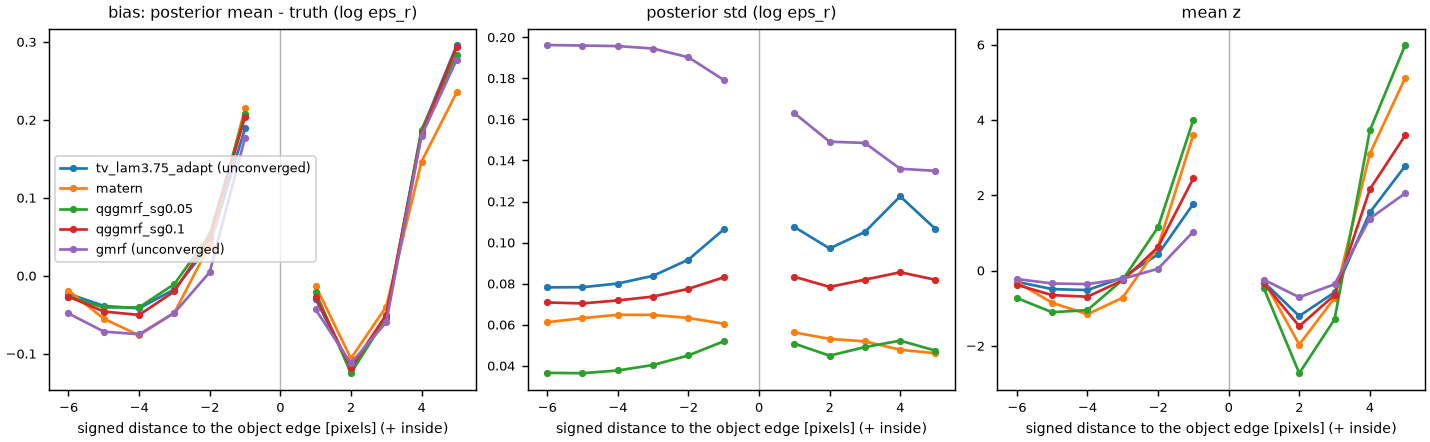 bias: posterior mean - truth (log eps_r)
0.3
0.2
0.1
0.0
−0.1
tv_lam3.75_adapt (unconverged)
matern
qggmrf_sg0.05
qggmrf_sg0.1
gmrf (unconverged)
−6 −4 −2 0 2 4
signed distance to the object edge [pixels] (+ inside)
posterior std (log eps_r)
0.20
0.18
0.16
0.14
0.12
0.10
0.08
0.06
0.04
−6 −4 −2 0 2 4
signed distance to the object edge [pixels] (+ inside)
mean z
6
4
2
0
−2
−6 −4 −2 0 2 4
signed distance to the object edge [pixels] (+ inside)